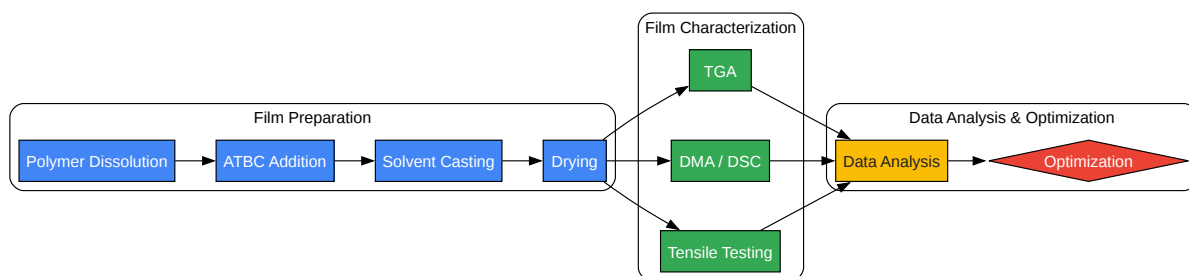 Film Preparation
Polymer Dissolution
ATBC Addition
Solvent Casting
Drying
Film Characterization
TGA
DMA / DSC
Tensile Testing
Data Analysis & Optimization
Data Analysis
Optimization